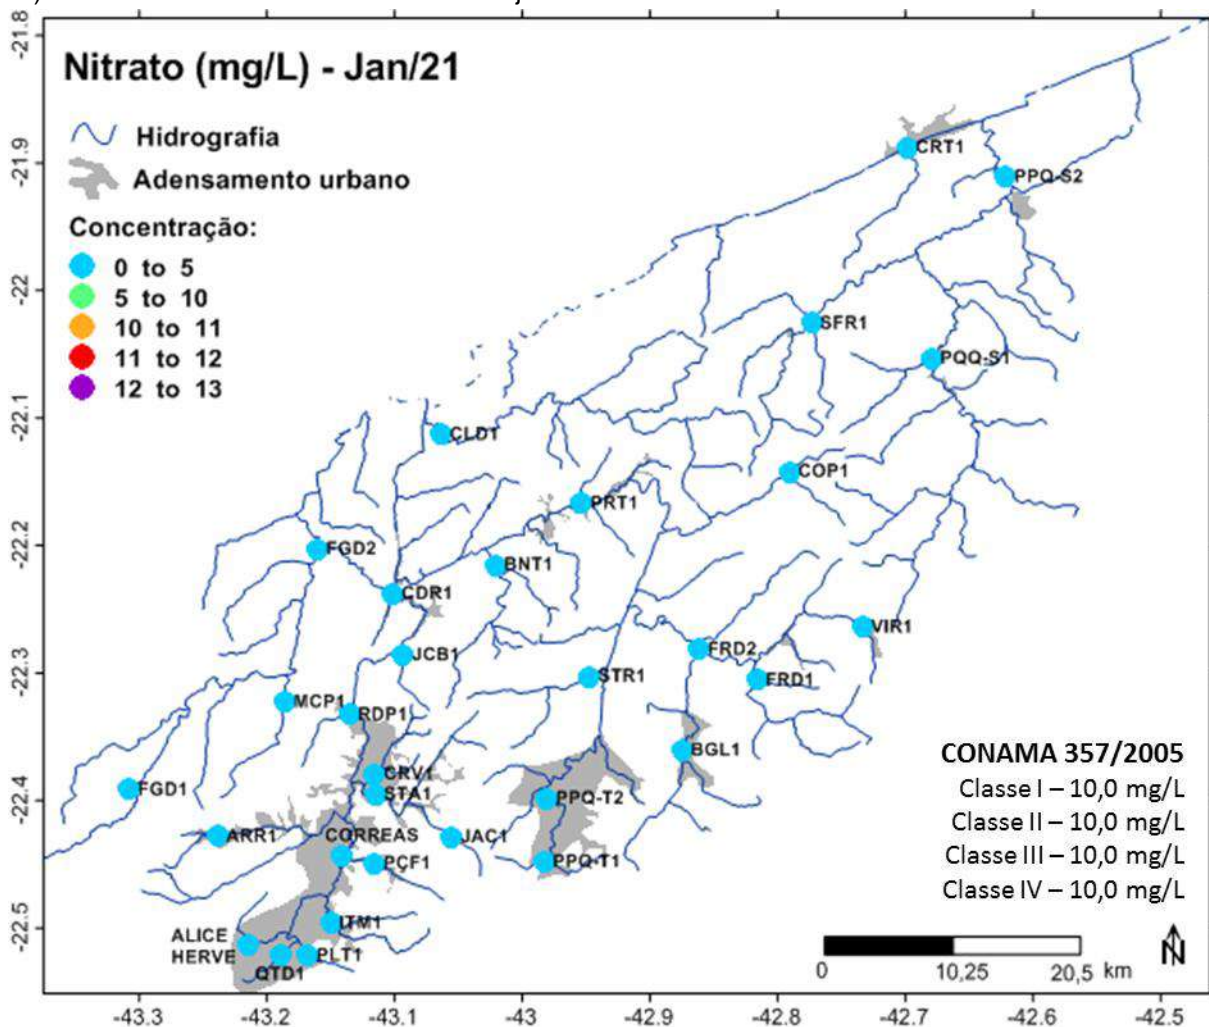 Nitrato (mg/L) - Jan/21
Hidrografia
Adensamento urbano
Concentração:
0 to 5
5 to 10
10 to 11
11 to 12
12 to 13
-21.8
-21.9
-22
-22.1
-22.2
-22.3
-22.4
-22.5
CRT1
PPQ-S2
SFR1
PQQ-S1
CLD1
COP1
PRT1
FGD2
BNT1
CDR1
VIR1
JCB1
FRD2
STR1
FRD1
MCP1
RDP1
BGL1
CRV1
FGD1
STA1
PPQ-T2
ARR1
CORREAS
JAC1
PÇF1
PPQ-T1
ITM1
ALICE
HERVE
PLT1
QTD1
CONAMA 357/2005
Classe I – 10,0 mg/L
Classe II – 10,0 mg/L
Classe III – 10,0 mg/L
Classe IV – 10,0 mg/L
N
0 10,25 20,5 km
-43.3 -43.2 -43.1 -43 -42.9 -42.8 -42.7 -42.6 -42.5